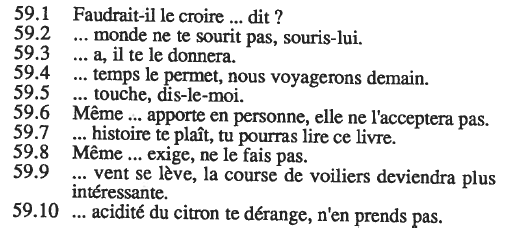 59.1 Faudrait-il le croire ... dit ?
59.2 ... monde ne te sourit pas, souris-lui.
59.3 ... a, il te le donnera.
59.4 ... temps le permet, nous voyagerons demain.
59.5 ... touche, dis-le-moi.
59.6 Même ... apporte en personne, elle ne l'acceptera pas.
59.7 ... histoire te plaît, tu pourras lire ce livre.
59.8 Même ... exige, ne le fais pas.
59.9 ... vent se lève, la course de voiliers deviendra plus
intéressante.
59.10 ... acidité du citron te dérange, n'en prends pas.